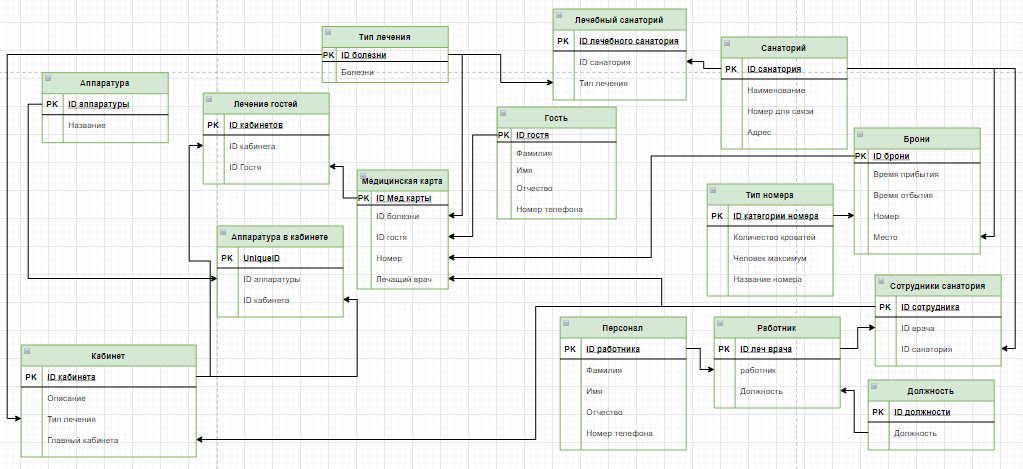 Тип лечения
PK ID болезни
Болезни
Лечебный санаторий
PK ID лечебного санатория
ID санатория
Тип лечения
Санаторий
PK ID санатория
Наименование
Номер для связи
Адрес
Аппаратура
PK ID аппаратуры
Название
Лечение гостей
PK ID кабинетов
ID кабинета
ID Гостя
Гость
PK ID гостя
Фамилия
Имя
Отчество
Номер телефона
Брони
PK ID брони
Время прибытия
Время отбытия
Номер
Место
Медицинская карта
PK ID Мед карты
ID болезни
ID гостя
Номер
Лечащий врач
Тип номера
PK ID категории номера
Количество кроватей
Человек максимум
Название номера
Аппаратура в кабинете
PK UniqueID
ID аппаратуры
ID кабинета
Сотрудники санатория
PK ID сотрудника
ID врача
ID санатория
Персонал
PK ID работника
Фамилия
Имя
Отчество
Номер телефона
Работник
PK ID леч врача
работник
Должность
Кабинет
PK ID кабинета
Описание
Тип лечения
Главный кабинета
Должность
PK ID должности
Должность